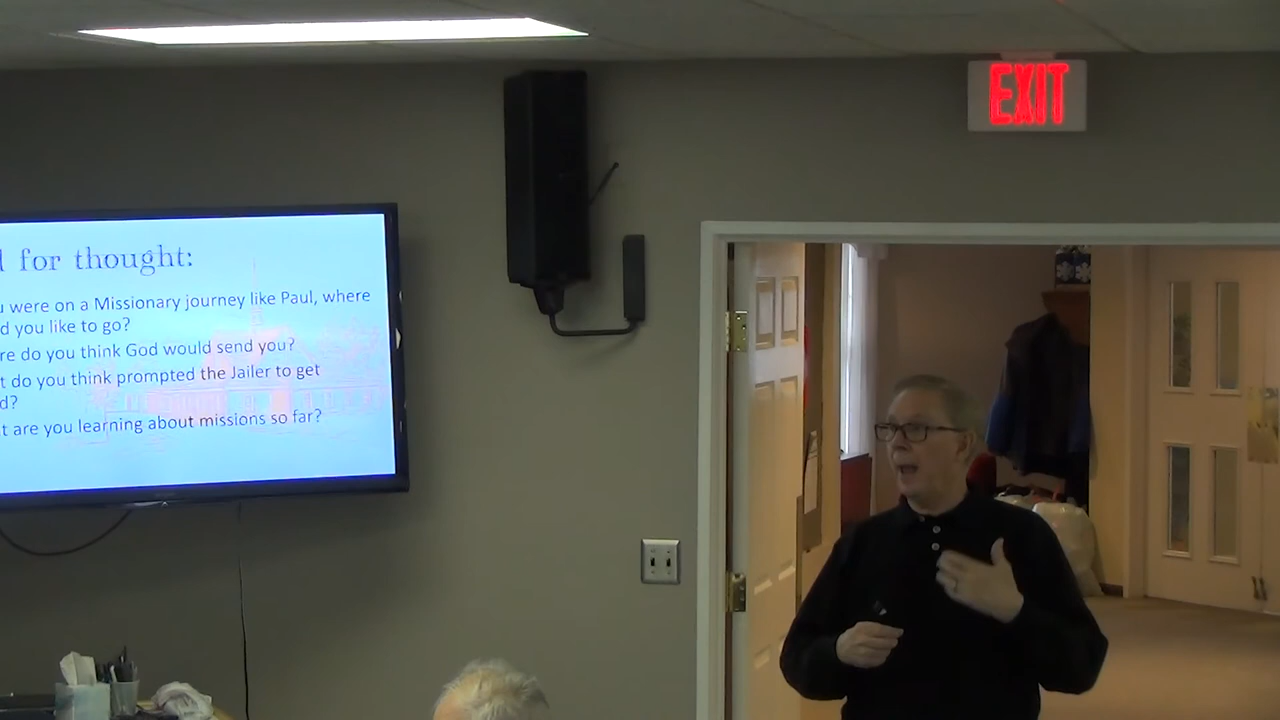 EXIT
for thought:
were on a Missionary journey like Paul, where
you like to go?
do you think God would send you?
do you think prompted the Jailer to get
are you learning about missions so far?